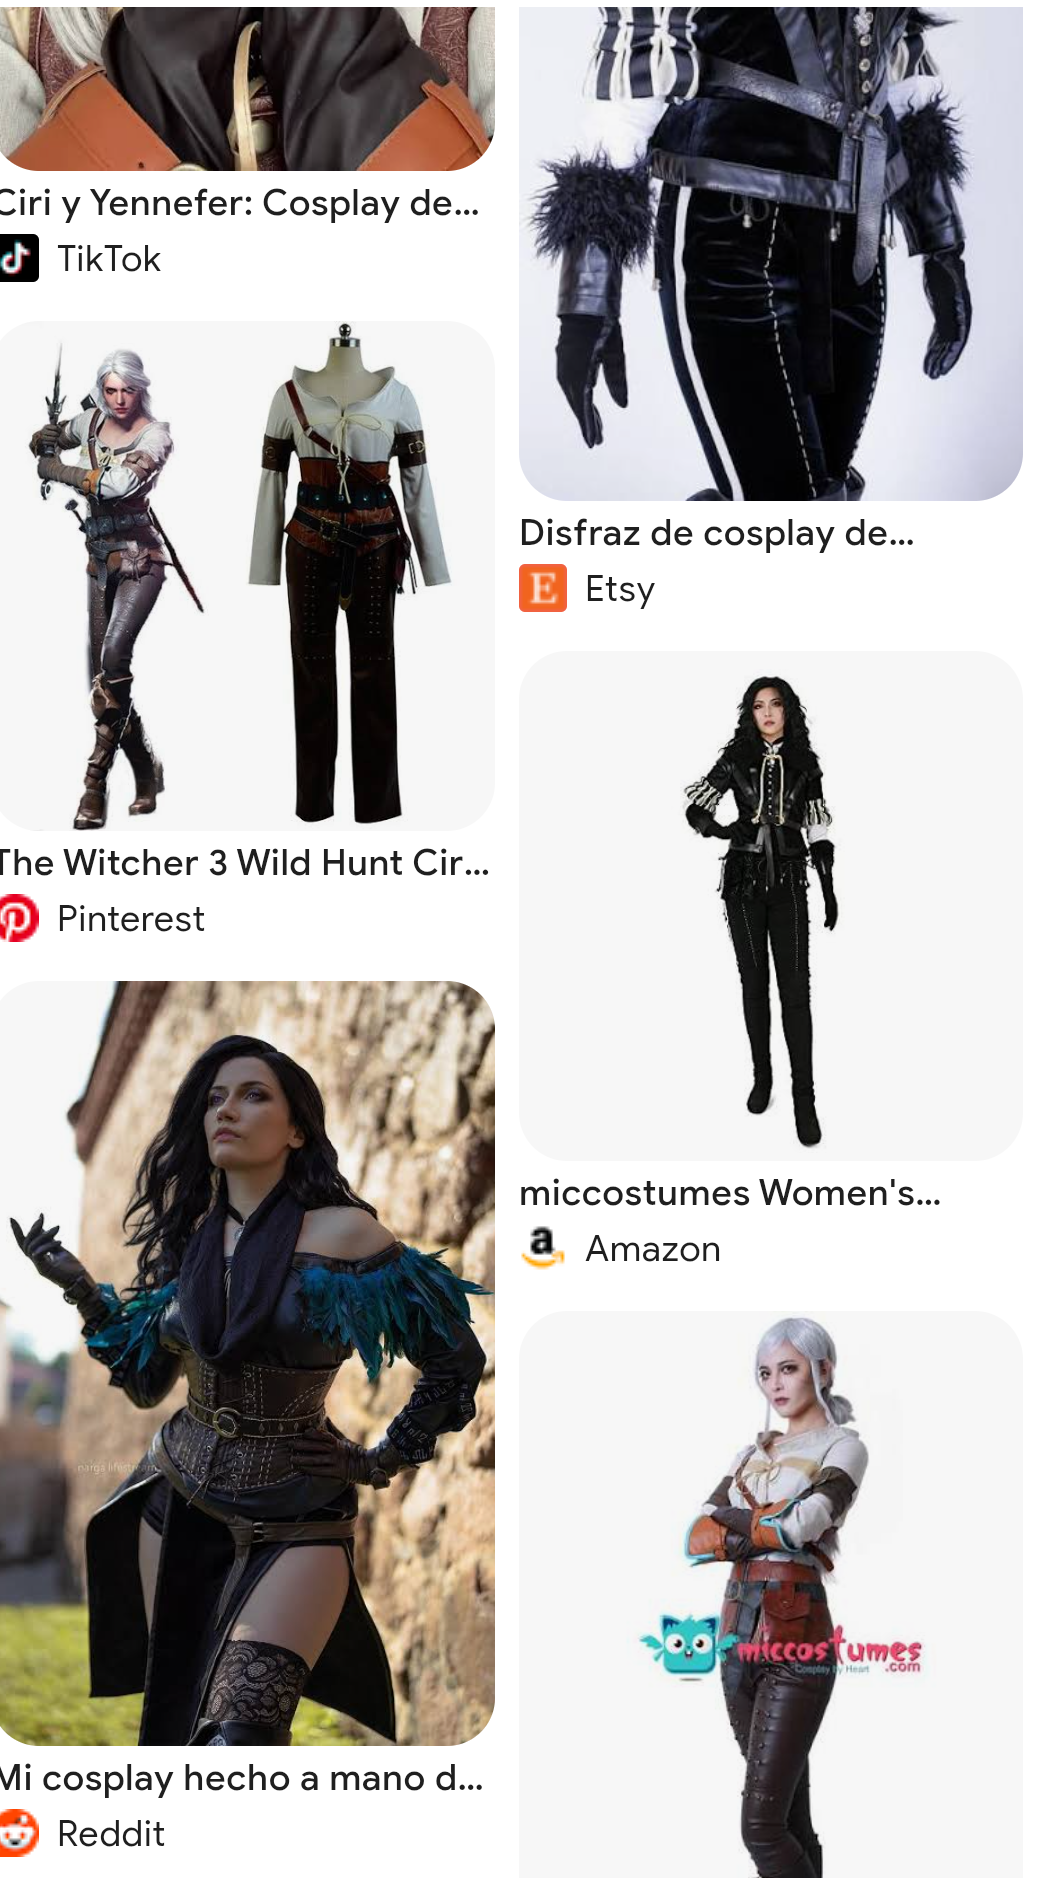 Ciri y Yennefer: Cosplay de...
TikTok
The Witcher 3 Wild Hunt Cir...
Pinterest
narga lifestream
Mi cosplay hecho a mano d...
Reddit
Disfraz de cosplay de...
E Etsy
miccostumes Women's...
a Amazon
miccostumes
Cosplay by Heart .com